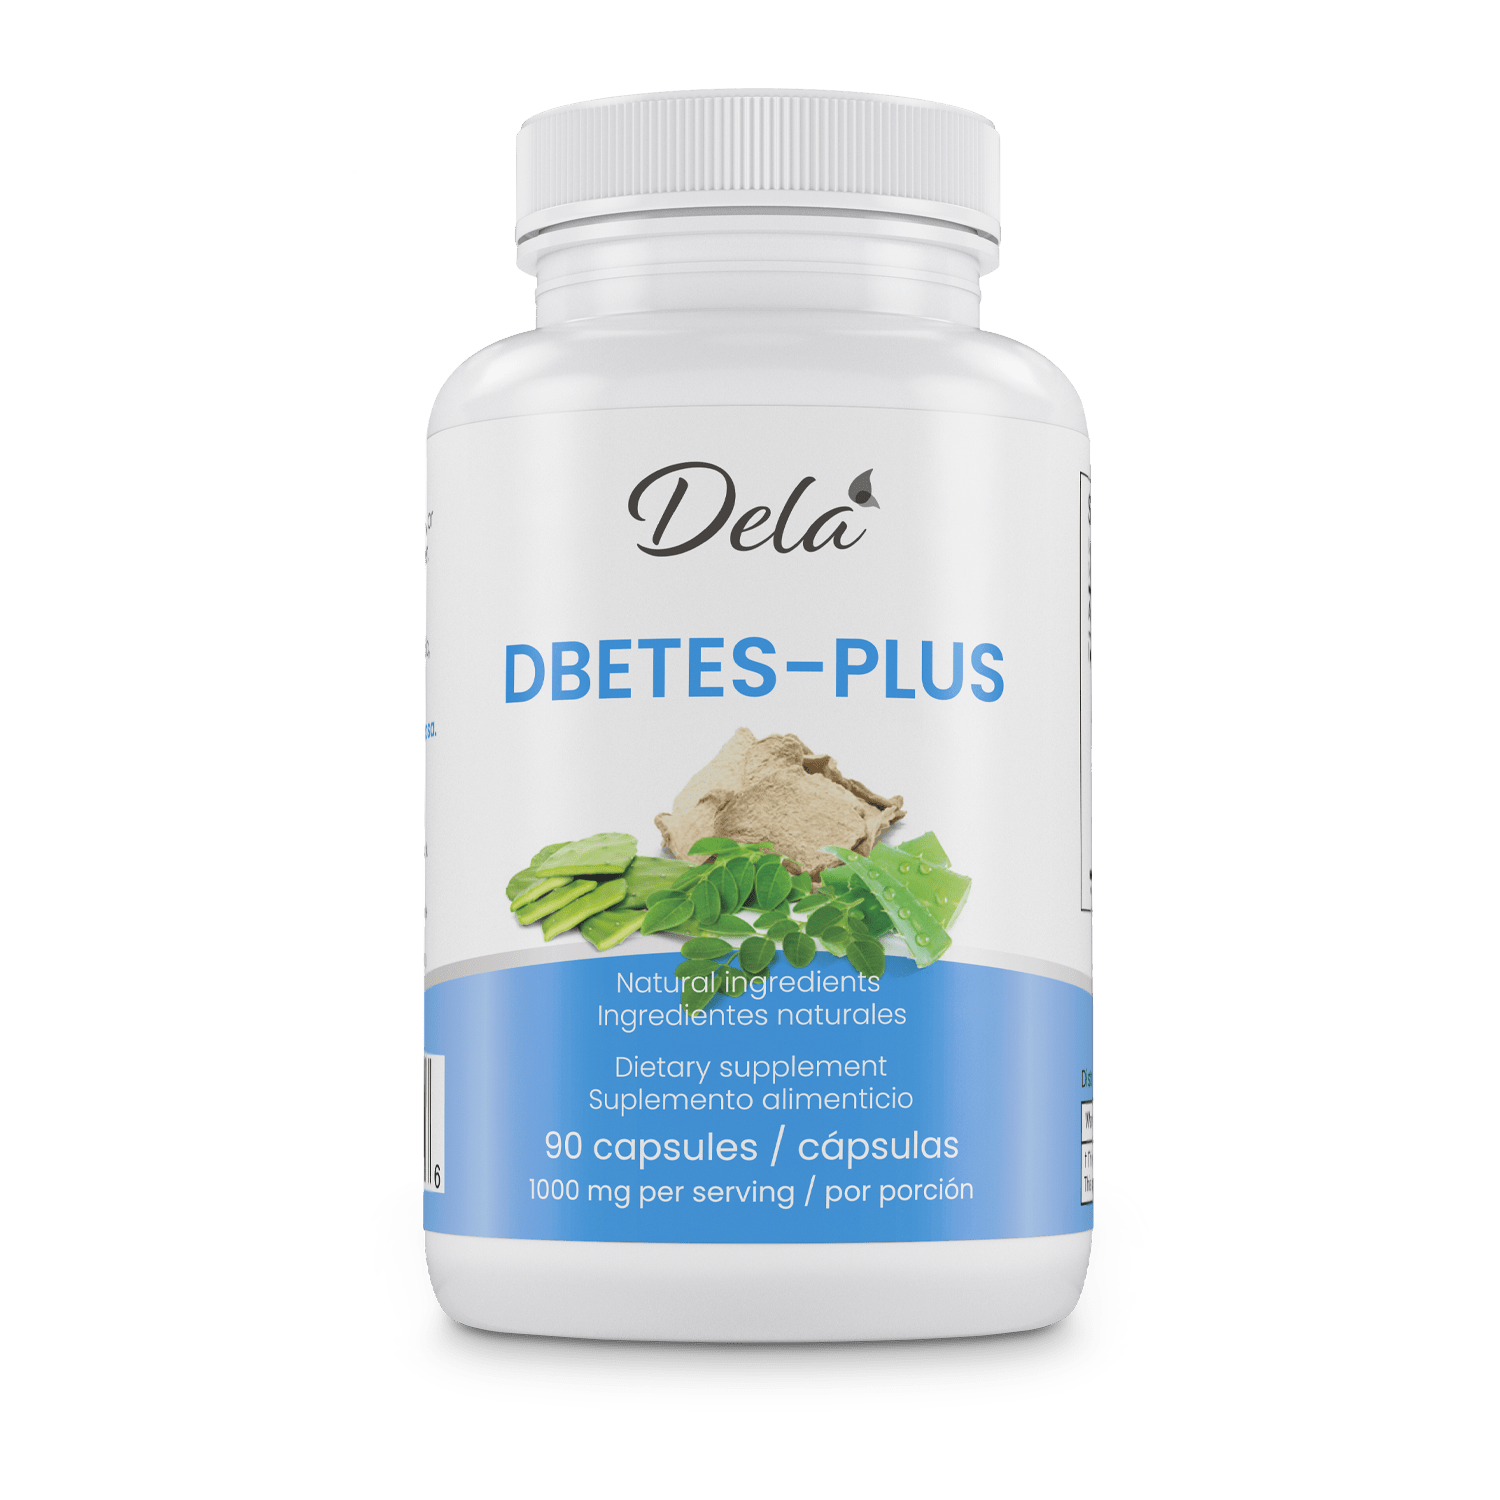 Dela
DBETES-PLUS
Natural ingredients
Ingredientes naturales
Dietary supplement
Suplemento alimenticio
90 capsules / cápsulas
1000 mg per serving / por porción
6